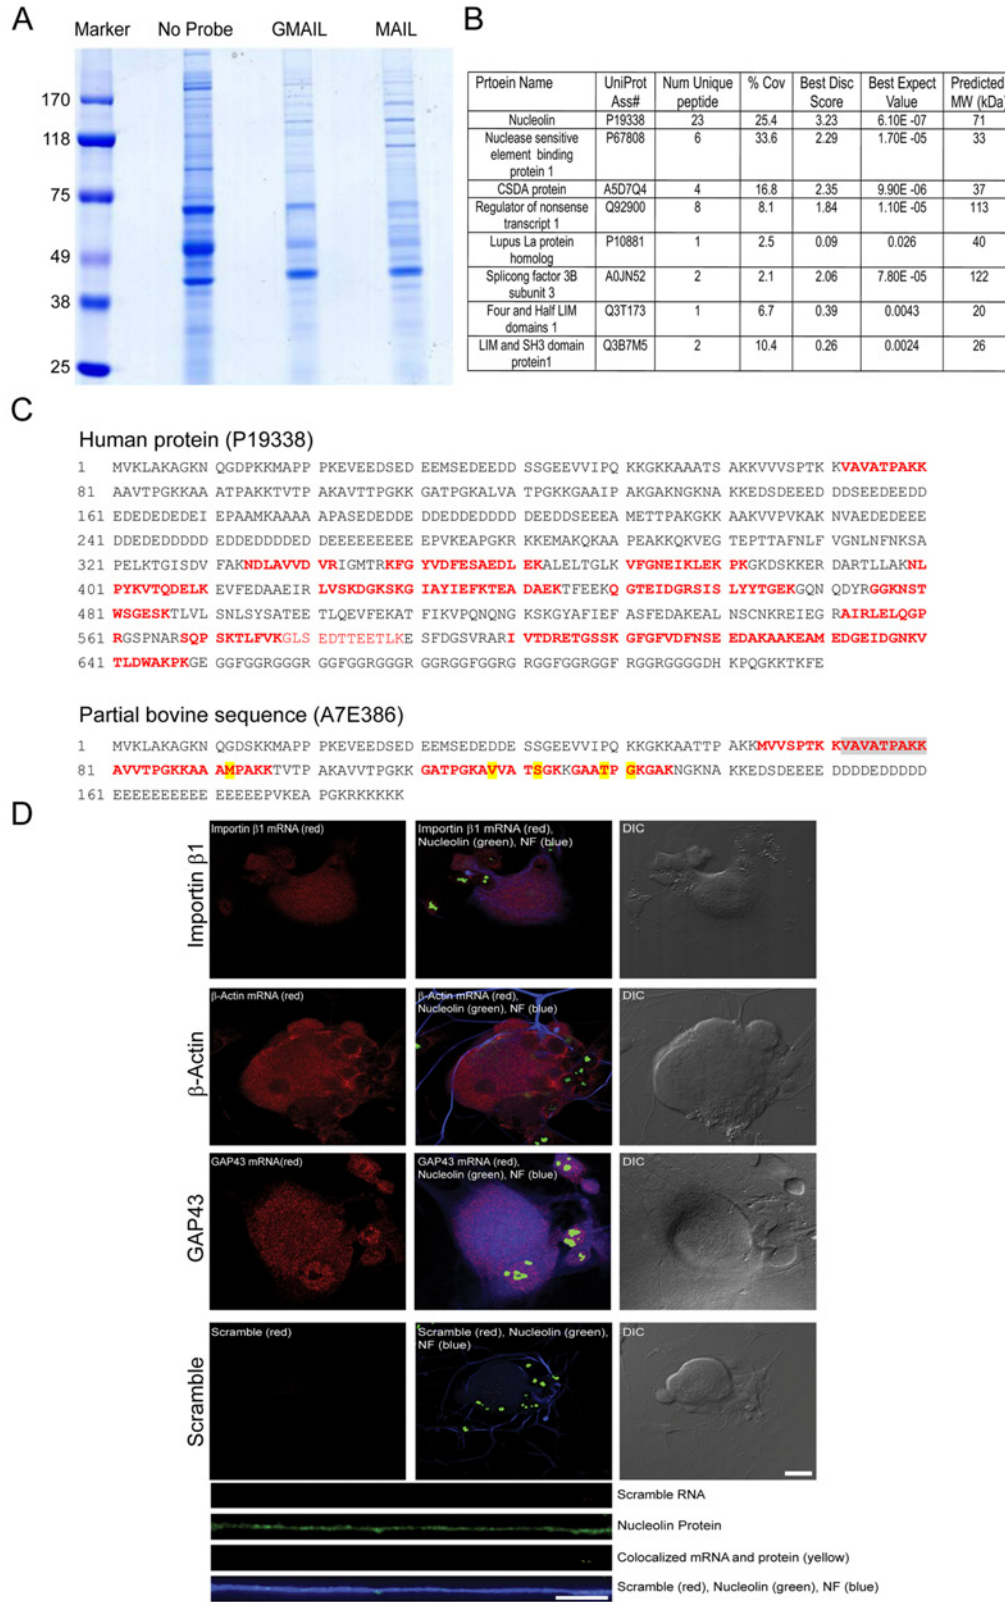 A
Marker No Probe GMAIL MAIL
170
118
75
49
38
25
B
Prtoein Name UniProt Ass# Num Unique peptide % Cov Best Disc Score Best Expect Value Predicted MW (kDa)
Nucleolin P19338 23 25.4 3.23 6.10E -07 71
Nuclease sensitive element binding protein 1 P67808 6 33.6 2.29 1.70E -05 33
CSDA protein A5D7Q4 4 16.8 2.35 9.90E -06 37
Regulator of nonsense transcript 1 Q92900 8 8.1 1.84 1.10E -05 113
Lupus La protein homolog P10881 1 2.5 0.09 0.026 40
Splicong factor 3B subunit 3 A0JN52 2 2.1 2.06 7.80E -05 122
Four and Half LIM domains 1 Q3T173 1 6.7 0.39 0.0043 20
LIM and SH3 domain protein1 Q3B7M5 2 10.4 0.26 0.0024 26
C
Human protein (P19338)
1 MVKLAKAGKN QGDPKKMAPP PKEVEEDSED EEMSEDEEDD SSGEEVVIPQ KKGKKAAATS AKKVVVSPTK KVAVATPAKK
81 AAVTPGKKAA ATPAKKTVTP AKAVTTPGKK GATPGKALVA TPGKKGAAIP AKGAKNGKNA KKEDSDEEED DDSEEDEEDD
161 EDEDEDEDEI EPAAMKAAAA APASEDEDDE DDEDDEDDDD DEEDDSEEEA METTPAKGKK AAKVVPVKAK NVAEDEDEEE
241 DDEDEDDDDD EDDEDDDDED DEEEEEEEEE EPVKEAPGKR KKEMAKQKAA PEAKKQKVEG TEPTTAFNLF VGNLNFNKSA
321 PELKTGISDV FAKNDLAVVD VRIGMTRKFG YVDFESAEDL EKALELTGLK VFGNEIKLEK PKGKDSKKER DARTLLAKNL
401 PYKVTQDELK EVFEDAAEIR LVSKDGKSKG IAYIEFKTEA DAEKTFEEKQ GTEIDGRSIS LYYTGEKGQN QDYRGGKNST
481 WSGESKTLVL SNLSYSATEE TLQEVFEKAT FIKVPQNQNG KSKGYAFIEF ASFEDAKEAL NSCNKREIEG RAIRLELQGP
561 RGSPNARSQP SKTLFVKGLS EDTTEETLKE SFDGSVRARI VTDRETGSSK GFGFVDFNSE EDAKAAKEAM EDGEIDGNKV
641 TLDWAKPKGE GGFGGRGGGR GGFGGRGGGR GGRGGFGGRG RGGFGGRGGF RGGRGGGGDH KPQGKKTKFE
Partial bovine sequence (A7E386)
1 MVKLAKAGKN QGDSKKMAPP PKEVEEDSED EEMSEDEDDE SSGEEVVIPQ KKGKKAATTP AKKMVVSPTK KVAVATPAKK
81 AVVTPGKKAA AMPAKKTVTP AKAVVTPGKK GATPGKAVVA TSGKKGAATP GKGAKNGKNA KKEDSDEEEE DDDDEDDDDD
161 EEEEEEEEEE EEEEEPVKEA PGKRKKKKK
D
Importin β1
Importin β1 mRNA (red)
Importin β1 mRNA (red),
Nucleolin (green), NF (blue)
DIC
β-Actin
β-Actin mRNA (red)
β-Actin mRNA (red),
Nucleolin (green), NF (blue)
DIC
GAP43
GAP43 mRNA(red)
GAP43 mRNA (red),
Nucleolin (green), NF (blue)
DIC
Scramble
Scramble (red)
Scramble (red), Nucleolin (green),
NF (blue)
DIC
Scramble RNA
Nucleolin Protein
Colocalized mRNA and protein (yellow)
Scramble (red), Nucleolin (green), NF (blue)